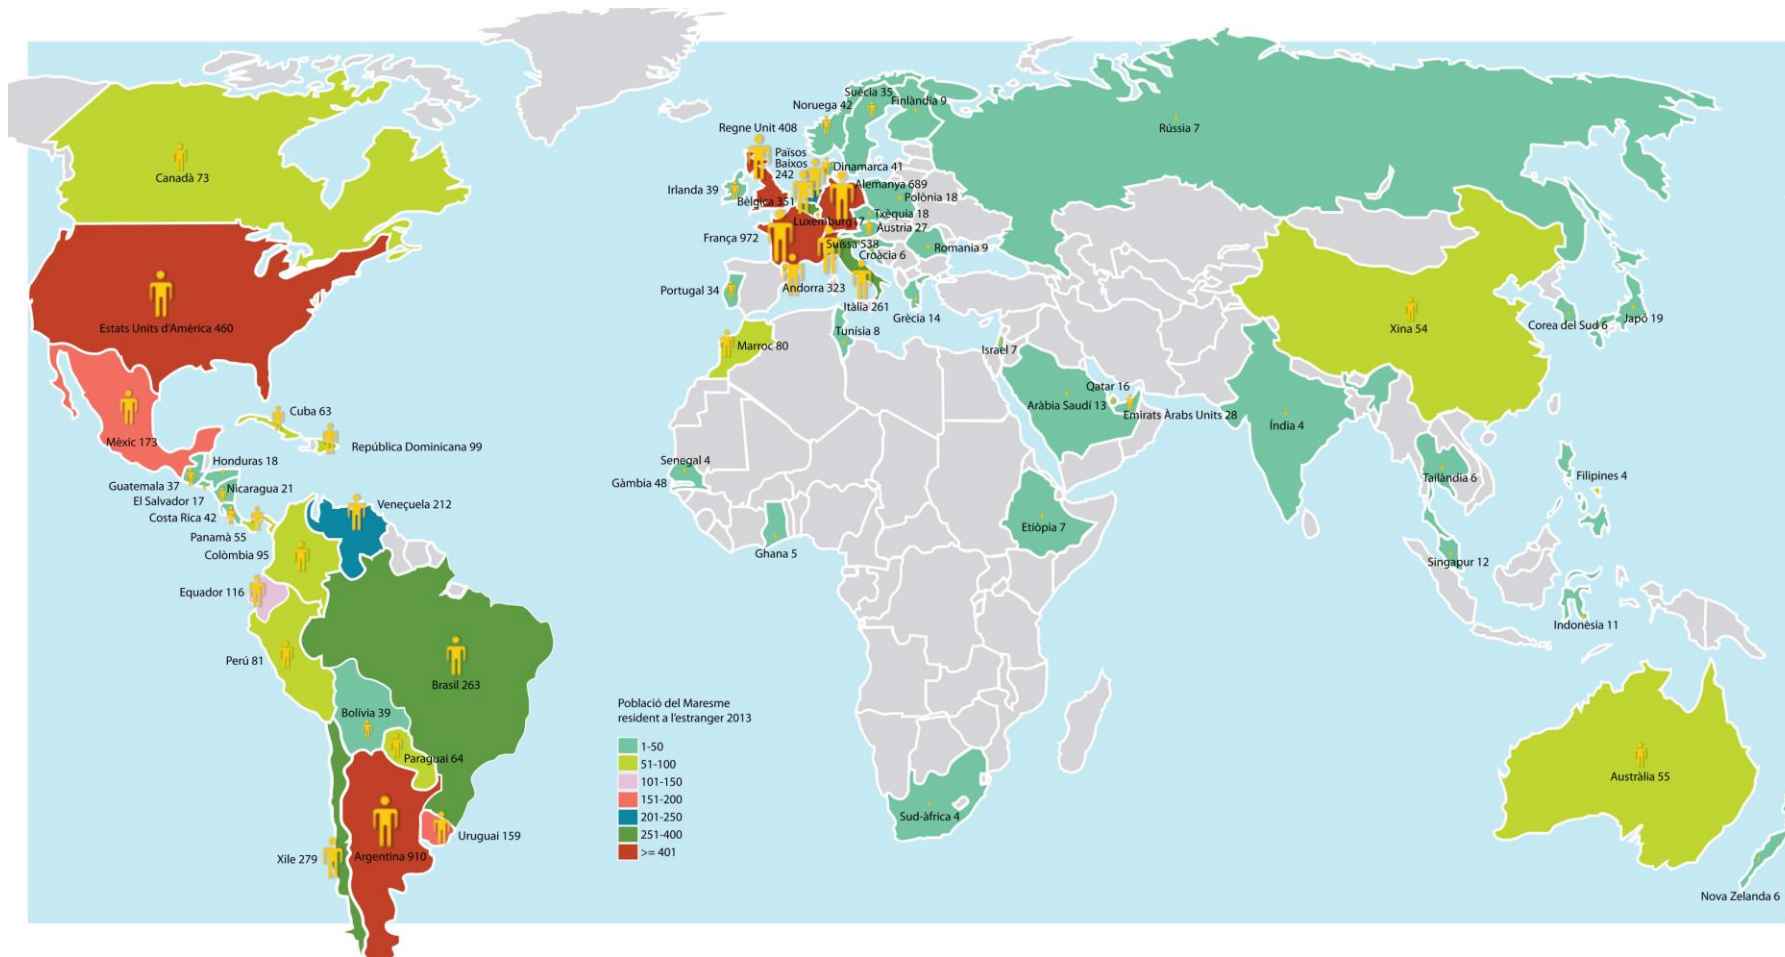 Suècia 35
Finlàndia 9
Noruega 42
Rússia 7
Regne Unit 408
Països
Baixos
242
Dinamarca 41
Canadà 73
Irlanda 39
Alemanya 689
Polònia 18
Bèlgica 351
Txèquia 18
Luxemburg 17
Austria 27
França 972
Suïssa 538
Romania 9
Croàcia 6
Portugal 34
Andorra 323
Itàlia 261
Grècia 14
Estats Units d'Amèrica 460
Tunísia 8
Xina 54
Corea del Sud 6
Japó 19
Marroc 80
Israel 7
Qatar 16
Aràbia Saudí 13
Emirats Àrabs Units 28
Índia 4
Cuba 63
Mèxic 173
República Dominicana 99
Honduras 18
Senegal 4
Guatemala 37
Gàmbia 48
Nicaragua 21
El Salvador 17
Costa Rica 42
Panamà 55
Veneçuela 212
Tailàndia 6
Filipines 4
Etiòpia 7
Colòmbia 95
Ghana 5
Singapur 12
Equador 116
Indonèsia 11
Perú 81
Brasil 263
Bolívia 39
Paraguai 64
Població del Maresme
resident a l'estranger 2013
1-50
51-100
101-150
151-200
201-250
251-400
>= 401
Austràlia 55
Sud-àfrica 4
Uruguai 159
Xile 279
Argentina 910
Nova Zelanda 6